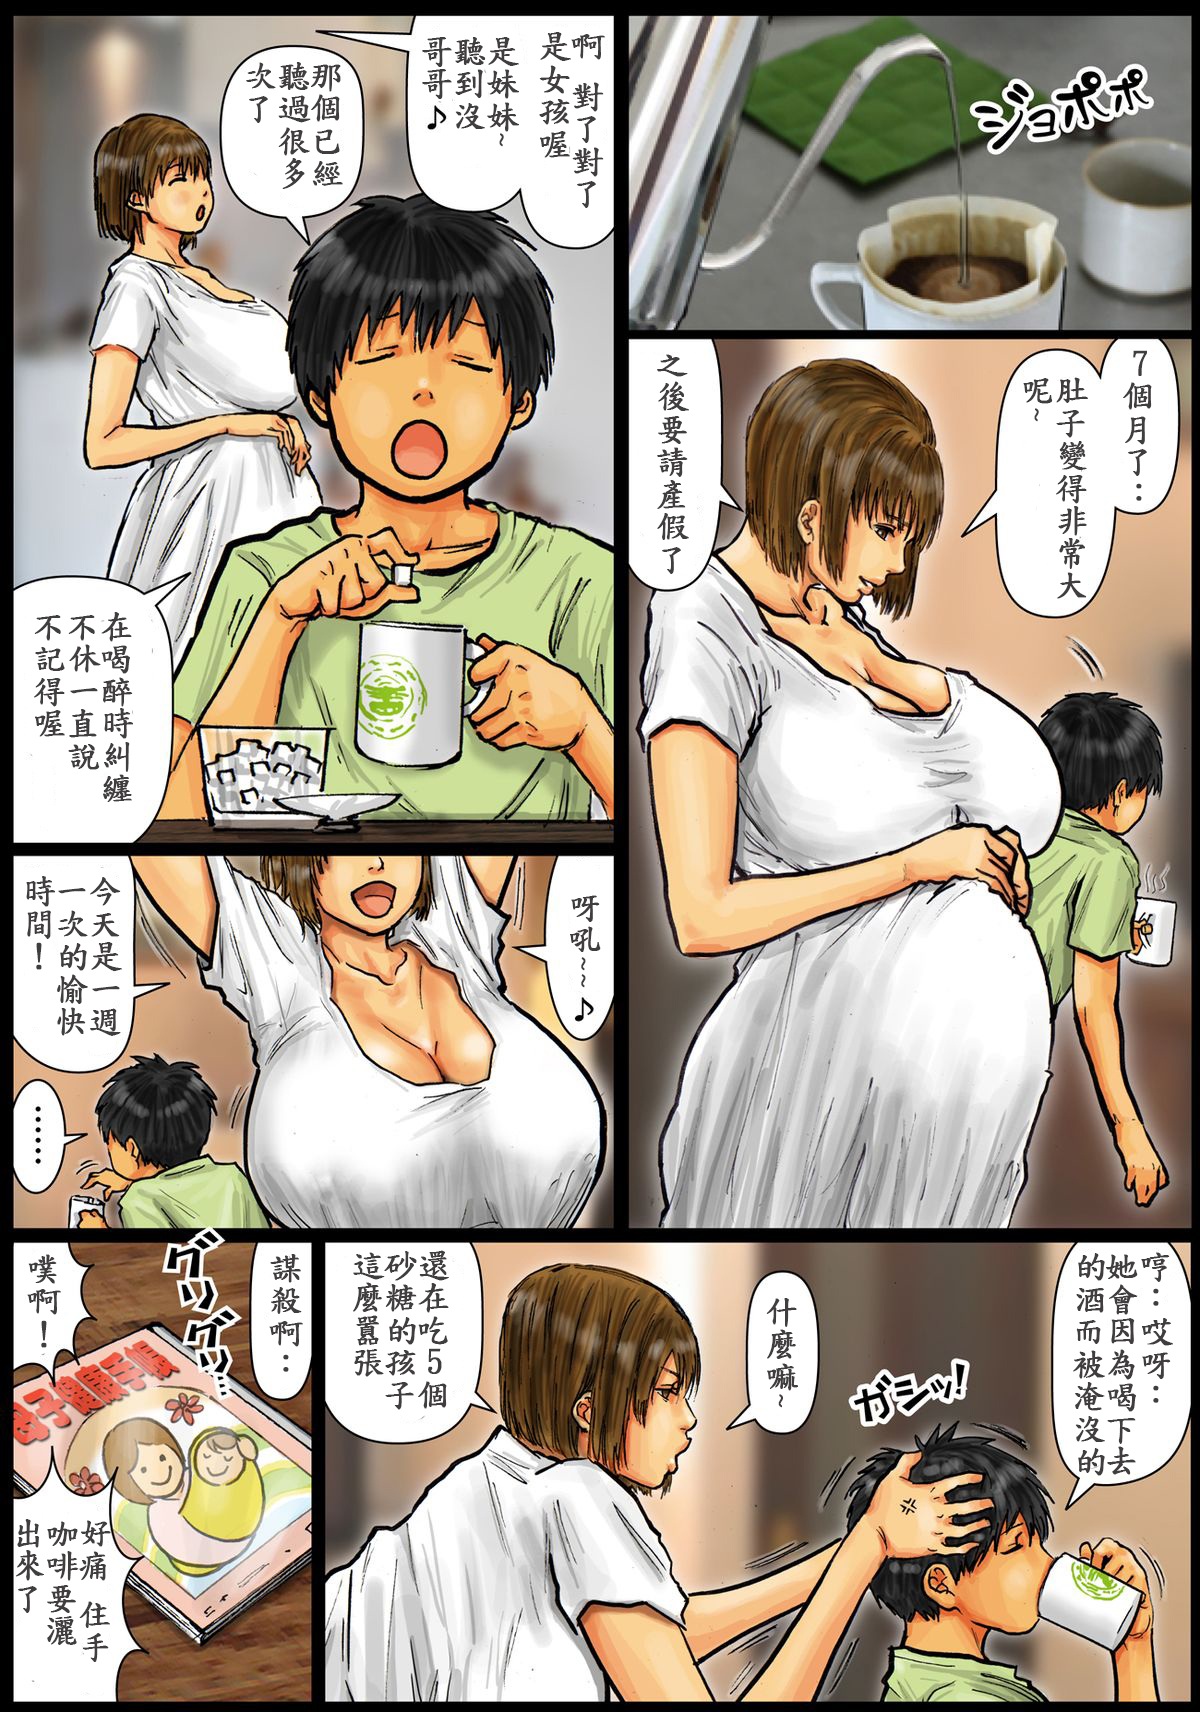 ジョポポ
7個月了‥
肚子變得非常大
呢~
之後要請產假了
啊 對了對了
是女孩喔
是妹妹~
聽到沒
哥哥♪
那個已經
聽過很多
次了
在喝醉時糾纏
不休一直說
不記得喔
呀吼~~♪
今天是一週
一次的愉快
時間！
……
哼‥哎呀‥
她會因為喝下去
的酒而被淹沒的
什麼嘛~
ガシッ!
還在吃5個
砂糖的孩子
這麼囂張
謀殺啊‥
グリグリ…
噗啊！
母子健康手帳
好痛 住手
咖啡要灑
出來了